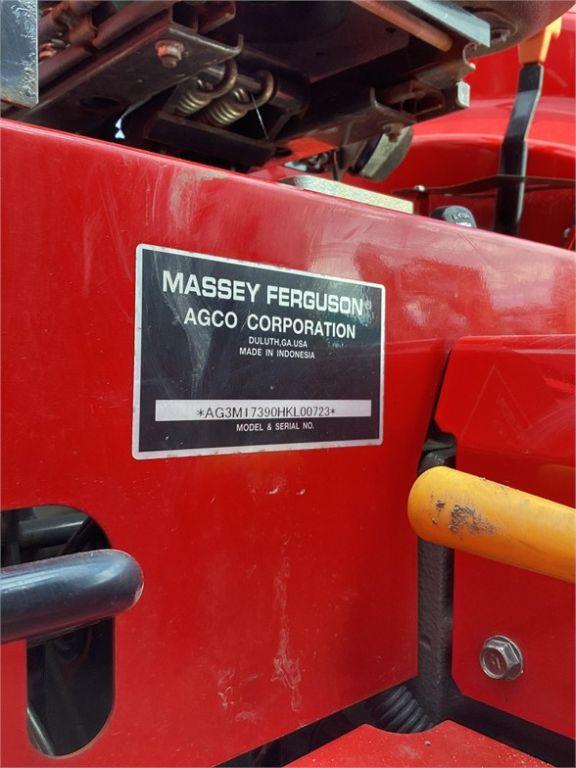 MASSEY FERGUSON
AGCO CORPORATION
DULUTH,GA.USA
MADE IN INDONESIA
*AG3M17390HKL00723*
MODEL & SERIAL NO.